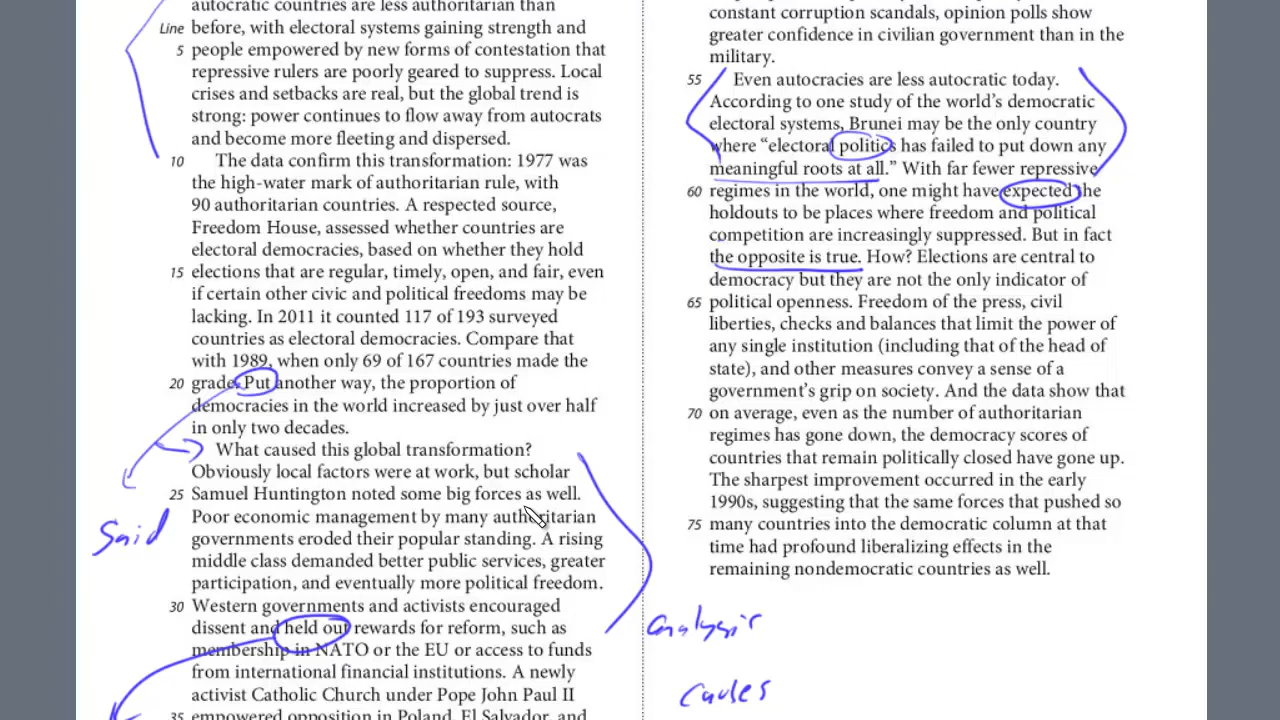 autocratic countries are less authoritarian than
Line before, with electoral systems gaining strength and
5 people empowered by new forms of contestation that
repressive rulers are poorly geared to suppress. Local
crises and setbacks are real, but the global trend is
strong: power continues to flow away from autocrats
and become more fleeting and dispersed.
10 The data confirm this transformation: 1977 was
the high-water mark of authoritarian rule, with
90 authoritarian countries. A respected source,
Freedom House, assessed whether countries are
electoral democracies, based on whether they hold
15 elections that are regular, timely, open, and fair, even
if certain other civic and political freedoms may be
lacking. In 2011 it counted 117 of 193 surveyed
countries as electoral democracies. Compare that
with 1989, when only 69 of 167 countries made the
20 grade. Put another way, the proportion of
democracies in the world increased by just over half
in only two decades.
What caused this global transformation?
Obviously local factors were at work, but scholar
25 Samuel Huntington noted some big forces as well.
Poor economic management by many authoritarian
governments eroded their popular standing. A rising
middle class demanded better public services, greater
participation, and eventually more political freedom.
30 Western governments and activists encouraged
dissent and held out rewards for reform, such as
membership in NATO or the EU or access to funds
from international financial institutions. A newly
activist Catholic Church under Pope John Paul II
35 empowered opposition in Poland, El Salvador, and
Said
constant corruption scandals, opinion polls show
greater confidence in civilian government than in the
military.
55 Even autocracies are less autocratic today.
According to one study of the world's democratic
electoral systems, Brunei may be the only country
where "electoral politics has failed to put down any
meaningful roots at all." With far fewer repressive
60 regimes in the world, one might have expected the
holdouts to be places where freedom and political
competition are increasingly suppressed. But in fact
the opposite is true. How? Elections are central to
democracy but they are not the only indicator of
65 political openness. Freedom of the press, civil
liberties, checks and balances that limit the power of
any single institution (including that of the head of
state), and other measures convey a sense of a
government's grip on society. And the data show that
70 on average, even as the number of authoritarian
regimes has gone down, the democracy scores of
countries that remain politically closed have gone up.
The sharpest improvement occurred in the early
1990s, suggesting that the same forces that pushed so
75 many countries into the democratic column at that
time had profound liberalizing effects in the
remaining nondemocratic countries as well.
analysis
causes